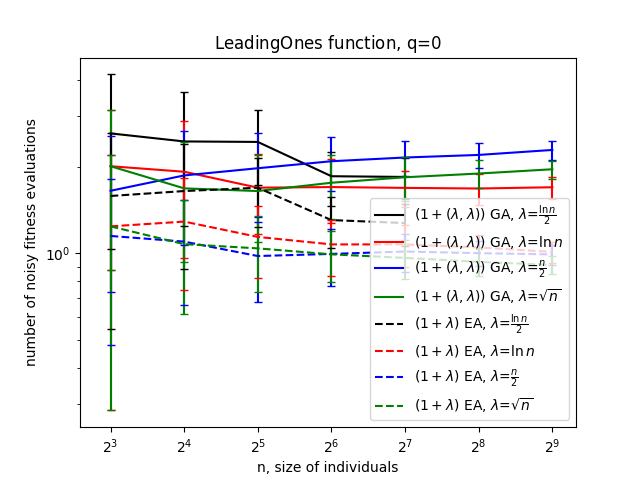 LeadingOnes function, q=0
number of noisy fitness evaluations
10^0
(1 + (λ, λ)) GA, λ=ln n/2
(1 + (λ, λ)) GA, λ=ln n
(1 + (λ, λ)) GA, λ=n/2
(1 + (λ, λ)) GA, λ=√n
(1 + λ) EA, λ=ln n/2
(1 + λ) EA, λ=ln n
(1 + λ) EA, λ=n/2
(1 + λ) EA, λ=√n
2^3 2^4 2^5 2^6 2^7 2^8 2^9
n, size of individuals